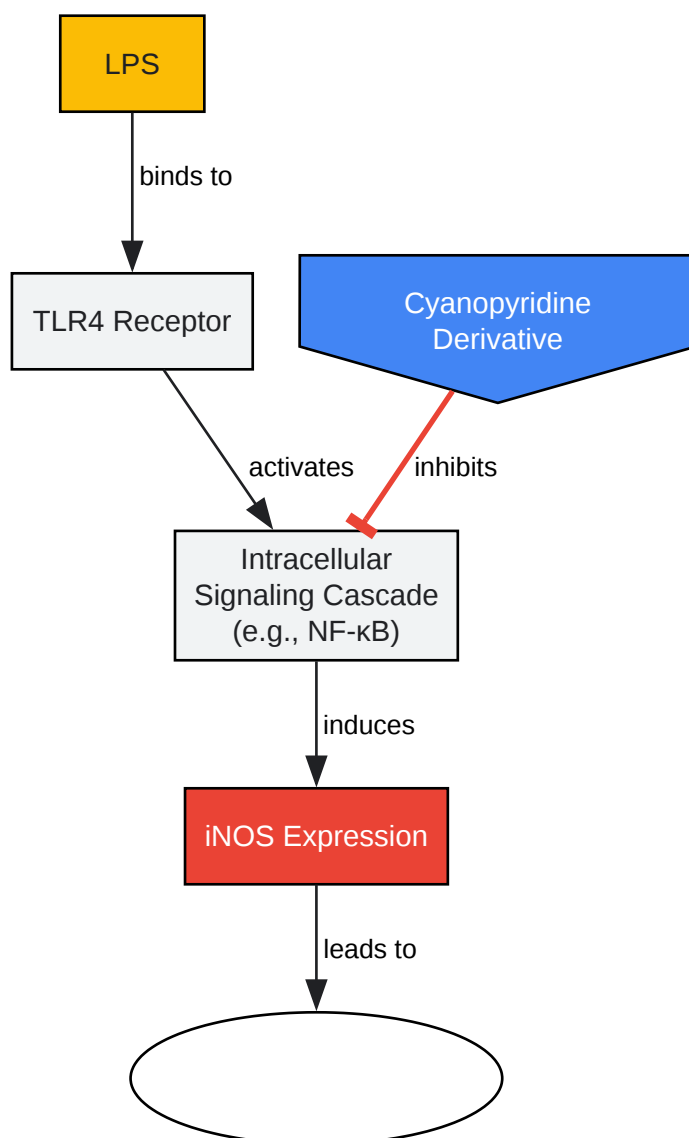 LPS
binds to
TLR4 Receptor
Cyanopyridine
Derivative
activates
inhibits
Intracellular
Signaling Cascade
(e.g., NF-κB)
induces
iNOS Expression
leads to